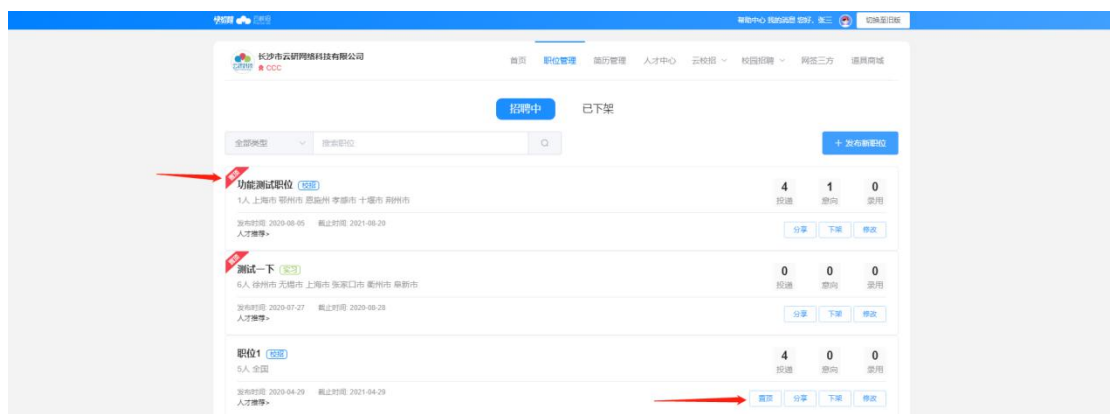 快招聘 云校招 帮助中心 我的消息 您好，张三 切换至旧版
长沙市云研网络科技有限公司
CCC
首页 职位管理 简历管理 人才中心 云校招 校园招聘 网签三方 道具商城
招聘中 已下架
全部类型 搜索职位 + 发布新职位
置顶
功能测试职位 校招 4 1 0
1人 上海市 鄂州市 恩施州 孝感市 十堰市 荆州市 投递 意向 录用
发布时间: 2020-08-05 截止时间: 2021-08-20 分享 下架 修改
人才推荐>
置顶
测试一下 实习 0 0 0
6人 徐州市 无锡市 上海市 张家口市 衢州市 阜新市 投递 意向 录用
发布时间: 2020-07-27 截止时间: 2020-08-28 分享 下架 修改
人才推荐>
职位1 校招 4 0 0
5人 全国 投递 意向 录用
发布时间: 2020-04-29 截止时间: 2021-04-29 置顶 分享 下架 修改
人才推荐>